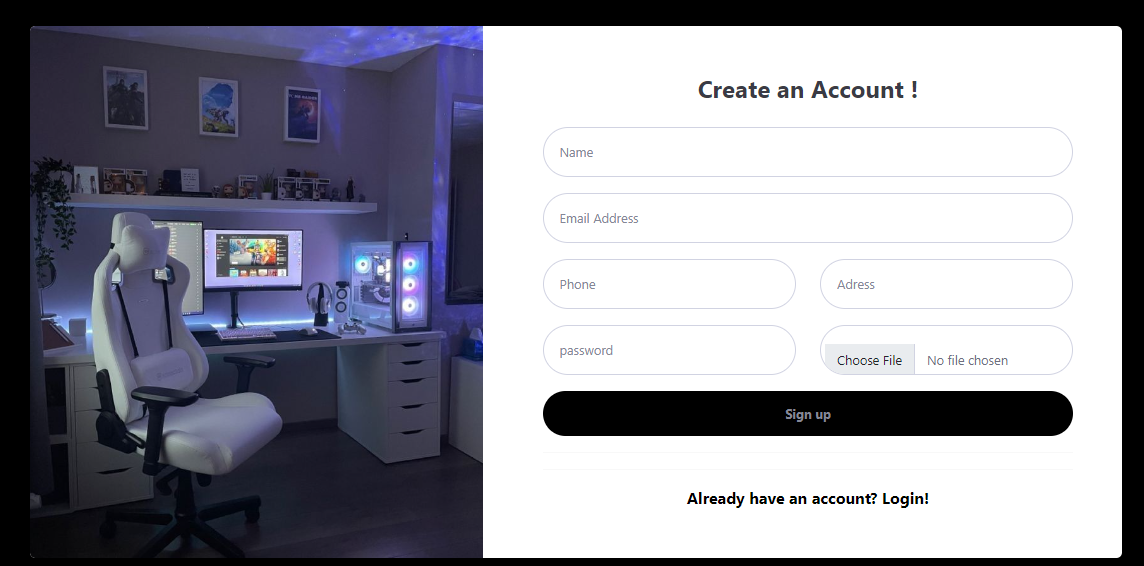 Create an Account !
Name
Email Address
Phone
Adress
password
Choose File No file chosen
Sign up
Already have an account? Login!